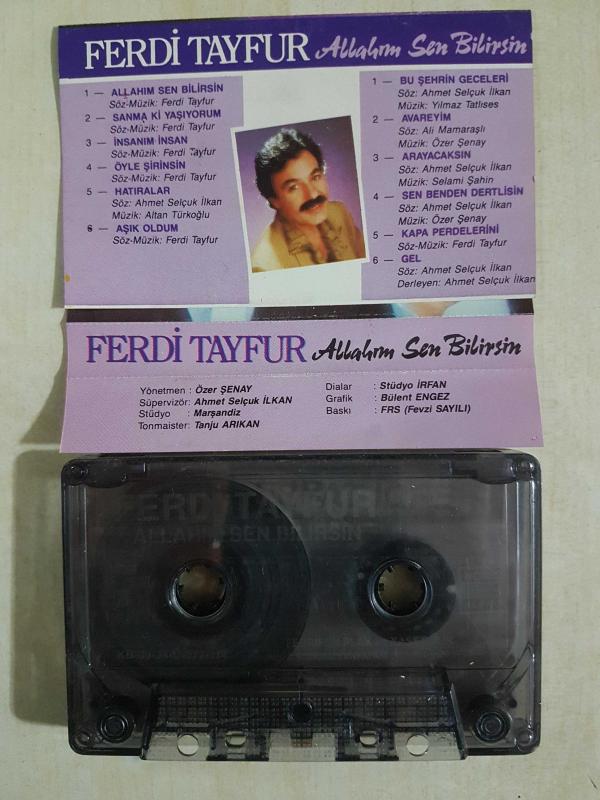 FERDİ TAYFUR Allahım Sen Bilirsin
1 — ALLAHIM SEN BİLİRSİN
Söz-Müzik: Ferdi Tayfur
2 — SANMA Kİ YAŞIYORUM
Söz-Müzik: Ferdi Tayfur
3 — İNSANIM İNSAN
Söz-Müzik: Ferdi Tayfur
4 — ÖYLE ŞİRİNSİN
Söz-Müzik: Ferdi Tayfur
5 — HATIRALAR
Söz: Ahmet Selçuk İlkan
Müzik: Altan Türkoğlu
6 — AŞIK OLDUM
Söz-Müzik: Ferdi Tayfur
1 — BU ŞEHRİN GECELERİ
Söz: Ahmet Selçuk İlkan
Müzik: Yılmaz Tatlıses
2 — AVAREYİM
Söz: Ali Mamaraşlı
Müzik: Özer Şenay
3 — ARAYACAKSIN
Söz: Ahmet Selçuk İlkan
Müzik: Selami Şahin
4 — SEN BENDEN DERTLİSİN
Söz: Ahmet Selçuk İlkan
Müzik: Özer Şenay
5 — KAPA PERDELERİNİ
Söz-Müzik: Ferdi Tayfur
6 — GEL
Söz: Ahmet Selçuk İlkan
Derleyen: Ahmet Selçuk İlkan
FERDİ TAYFUR Allahım Sen Bilirsin
Yönetmen : Özer ŞENAY
Süpervizör: Ahmet Selçuk İLKAN
Stüdyo : Marşandiz
Tonmaister: Tanju ARIKAN
Dialar : Stüdyo İRFAN
Grafik : Bülent ENGEZ
Baskı : FRS (Fevzi SAYILI)
FERDİ TAYFUR
ALLAHIM SEN BİLİRSİN